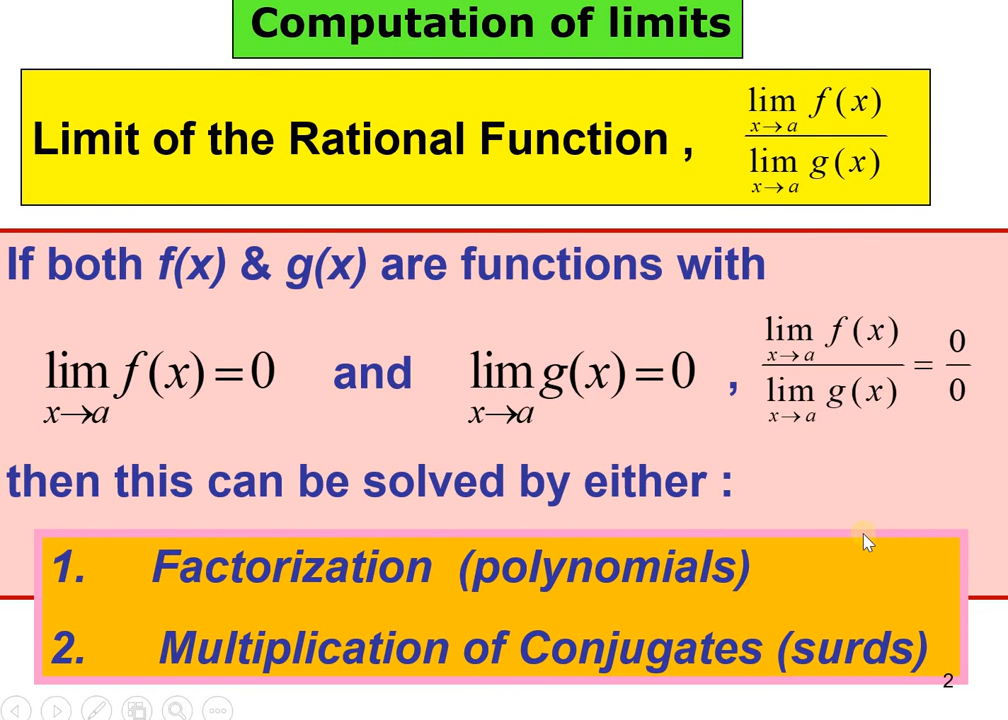 Computation of limits
Limit of the Rational Function , lim x→a f(x) / lim x→a g(x)
If both f(x) & g(x) are functions with
lim x→a f(x) = 0 and lim x→a g(x) = 0 , lim x→a f(x) / lim x→a g(x) = 0/0
then this can be solved by either :
1. Factorization (polynomials)
2. Multiplication of Conjugates (surds)
2